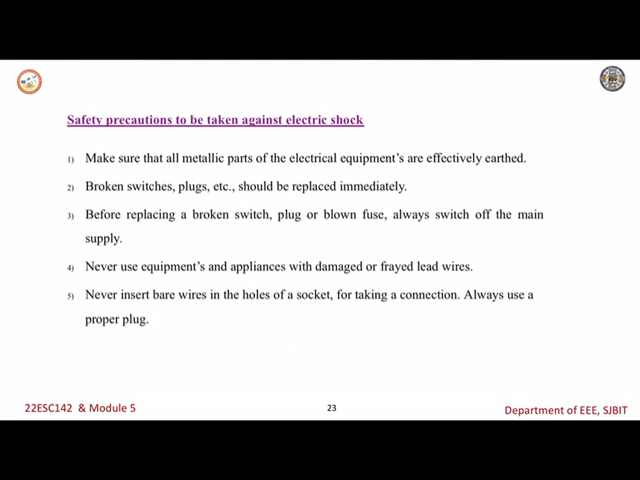 Safety precautions to be taken against electric shock
1) Make sure that all metallic parts of the electrical equipment's are effectively earthed.
2) Broken switches, plugs, etc., should be replaced immediately.
3) Before replacing a broken switch, plug or blown fuse, always switch off the main
supply.
4) Never use equipment's and appliances with damaged or frayed lead wires.
5) Never insert bare wires in the holes of a socket, for taking a connection. Always use a
proper plug.
22ESC142 & Module 5
23
Department of EEE, SJBIT